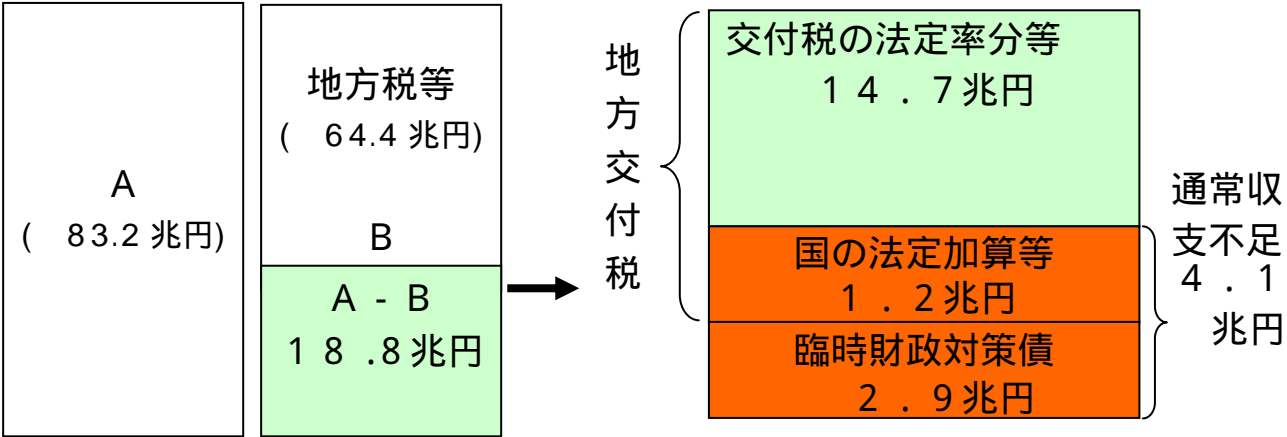 A
(　83.2 兆円)
地方税等
(　64.4 兆円)
B
A - B
１８.８兆円
地方交付税
交付税の法定率分等
１４．７兆円
国の法定加算等
１．２兆円
臨時財政対策債
２．９兆円
通常収
支不足
４．１
兆円